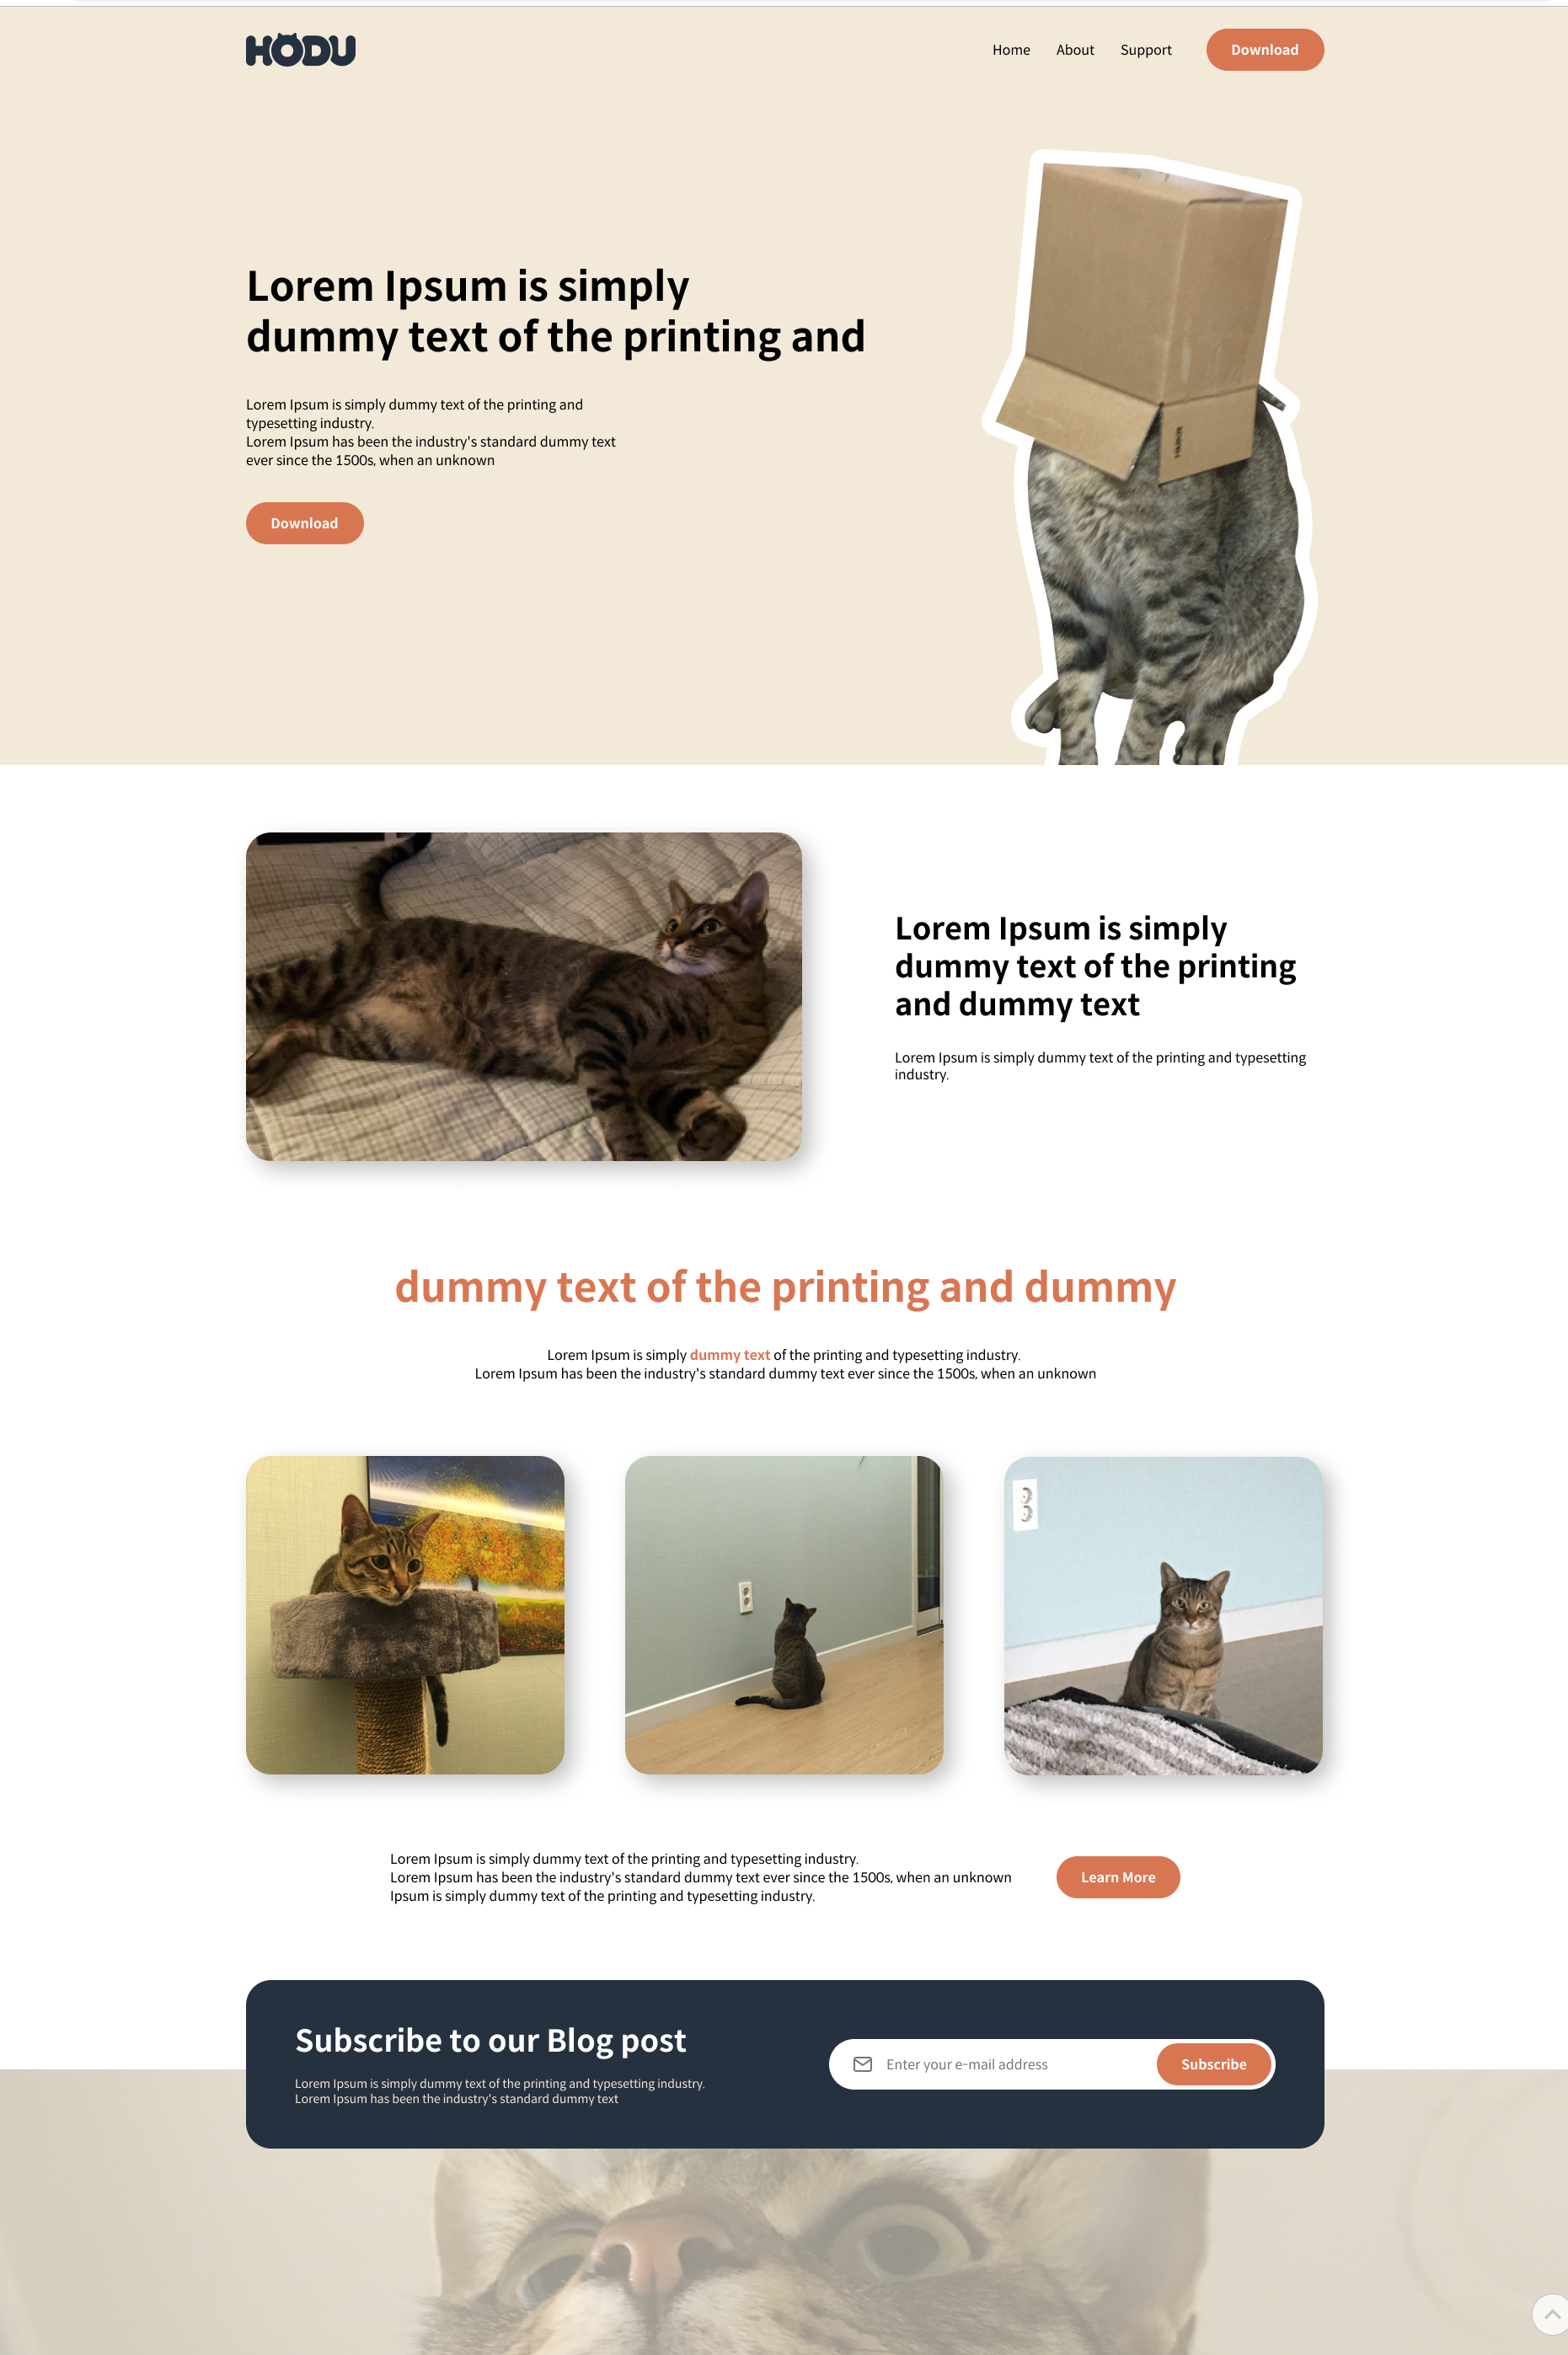 HODU
Home About Support Download
Lorem Ipsum is simply
dummy text of the printing and
Lorem Ipsum is simply dummy text of the printing and
typesetting industry.
Lorem Ipsum has been the industry's standard dummy text
ever since the 1500s, when an unknown
Download
Lorem Ipsum is simply
dummy text of the printing
and dummy text
Lorem Ipsum is simply dummy text of the printing and typesetting
industry.
dummy text of the printing and dummy
Lorem Ipsum is simply dummy text of the printing and typesetting industry.
Lorem Ipsum has been the industry's standard dummy text ever since the 1500s, when an unknown
Lorem Ipsum is simply dummy text of the printing and typesetting industry.
Lorem Ipsum has been the industry's standard dummy text ever since the 1500s, when an unknown
Ipsum is simply dummy text of the printing and typesetting industry.
Learn More
Subscribe to our Blog post
Lorem Ipsum is simply dummy text of the printing and typesetting industry.
Lorem Ipsum has been the industry's standard dummy text
Enter your e-mail address
Subscribe